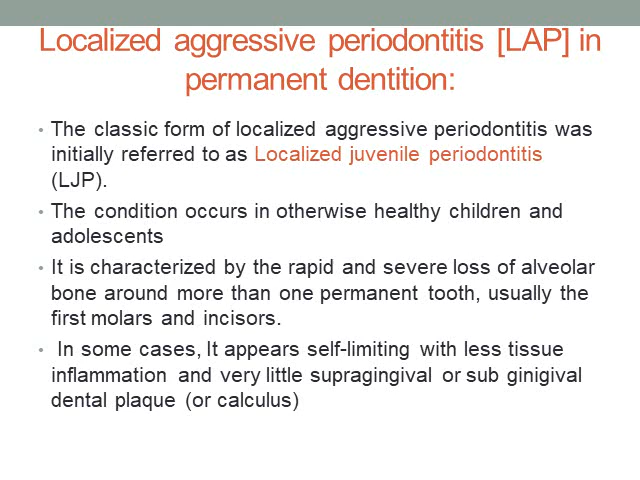 Localized aggressive periodontitis [LAP] in
permanent dentition:
• The classic form of localized aggressive periodontitis was
initially referred to as Localized juvenile periodontitis
(LJP).
• The condition occurs in otherwise healthy children and
adolescents
• It is characterized by the rapid and severe loss of alveolar
bone around more than one permanent tooth, usually the
first molars and incisors.
• In some cases, It appears self-limiting with less tissue
inflammation and very little supragingival or sub ginigival
dental plaque (or calculus)